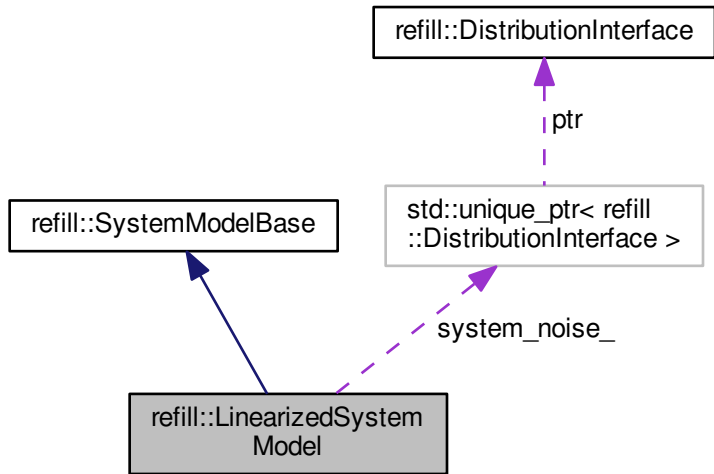 refill::DistributionInterface
ptr
std::unique_ptr< refill
::DistributionInterface >
refill::SystemModelBase
system_noise_
refill::LinearizedSystem
Model